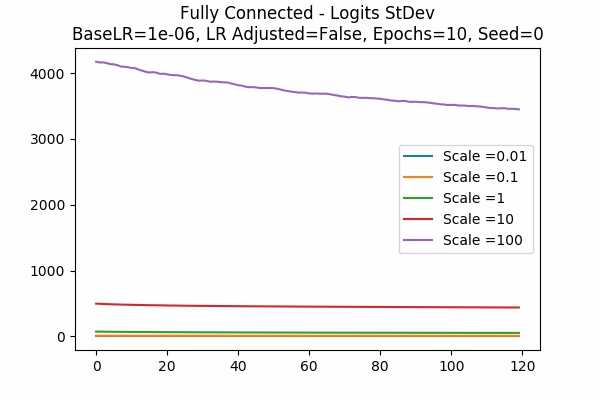 Fully Connected - Logits StDev
BaseLR=1e-06, LR Adjusted=False, Epochs=10, Seed=0
4000
3000
2000
1000
0
Scale =0.01
Scale =0.1
Scale =1
Scale =10
Scale =100
0 20 40 60 80 100 120